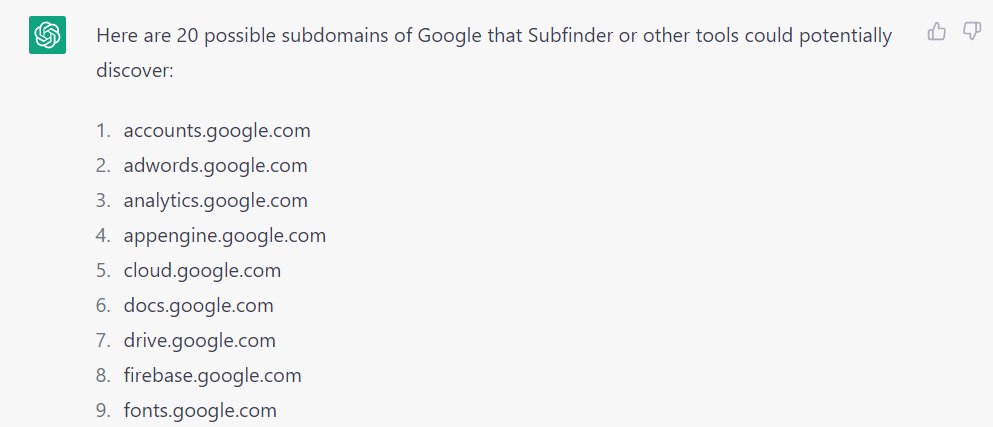 Here are 20 possible subdomains of Google that Subfinder or other tools could potentially
discover:
1. accounts.google.com
2. adwords.google.com
3. analytics.google.com
4. appengine.google.com
5. cloud.google.com
6. docs.google.com
7. drive.google.com
8. firebase.google.com
9. fonts.google.com